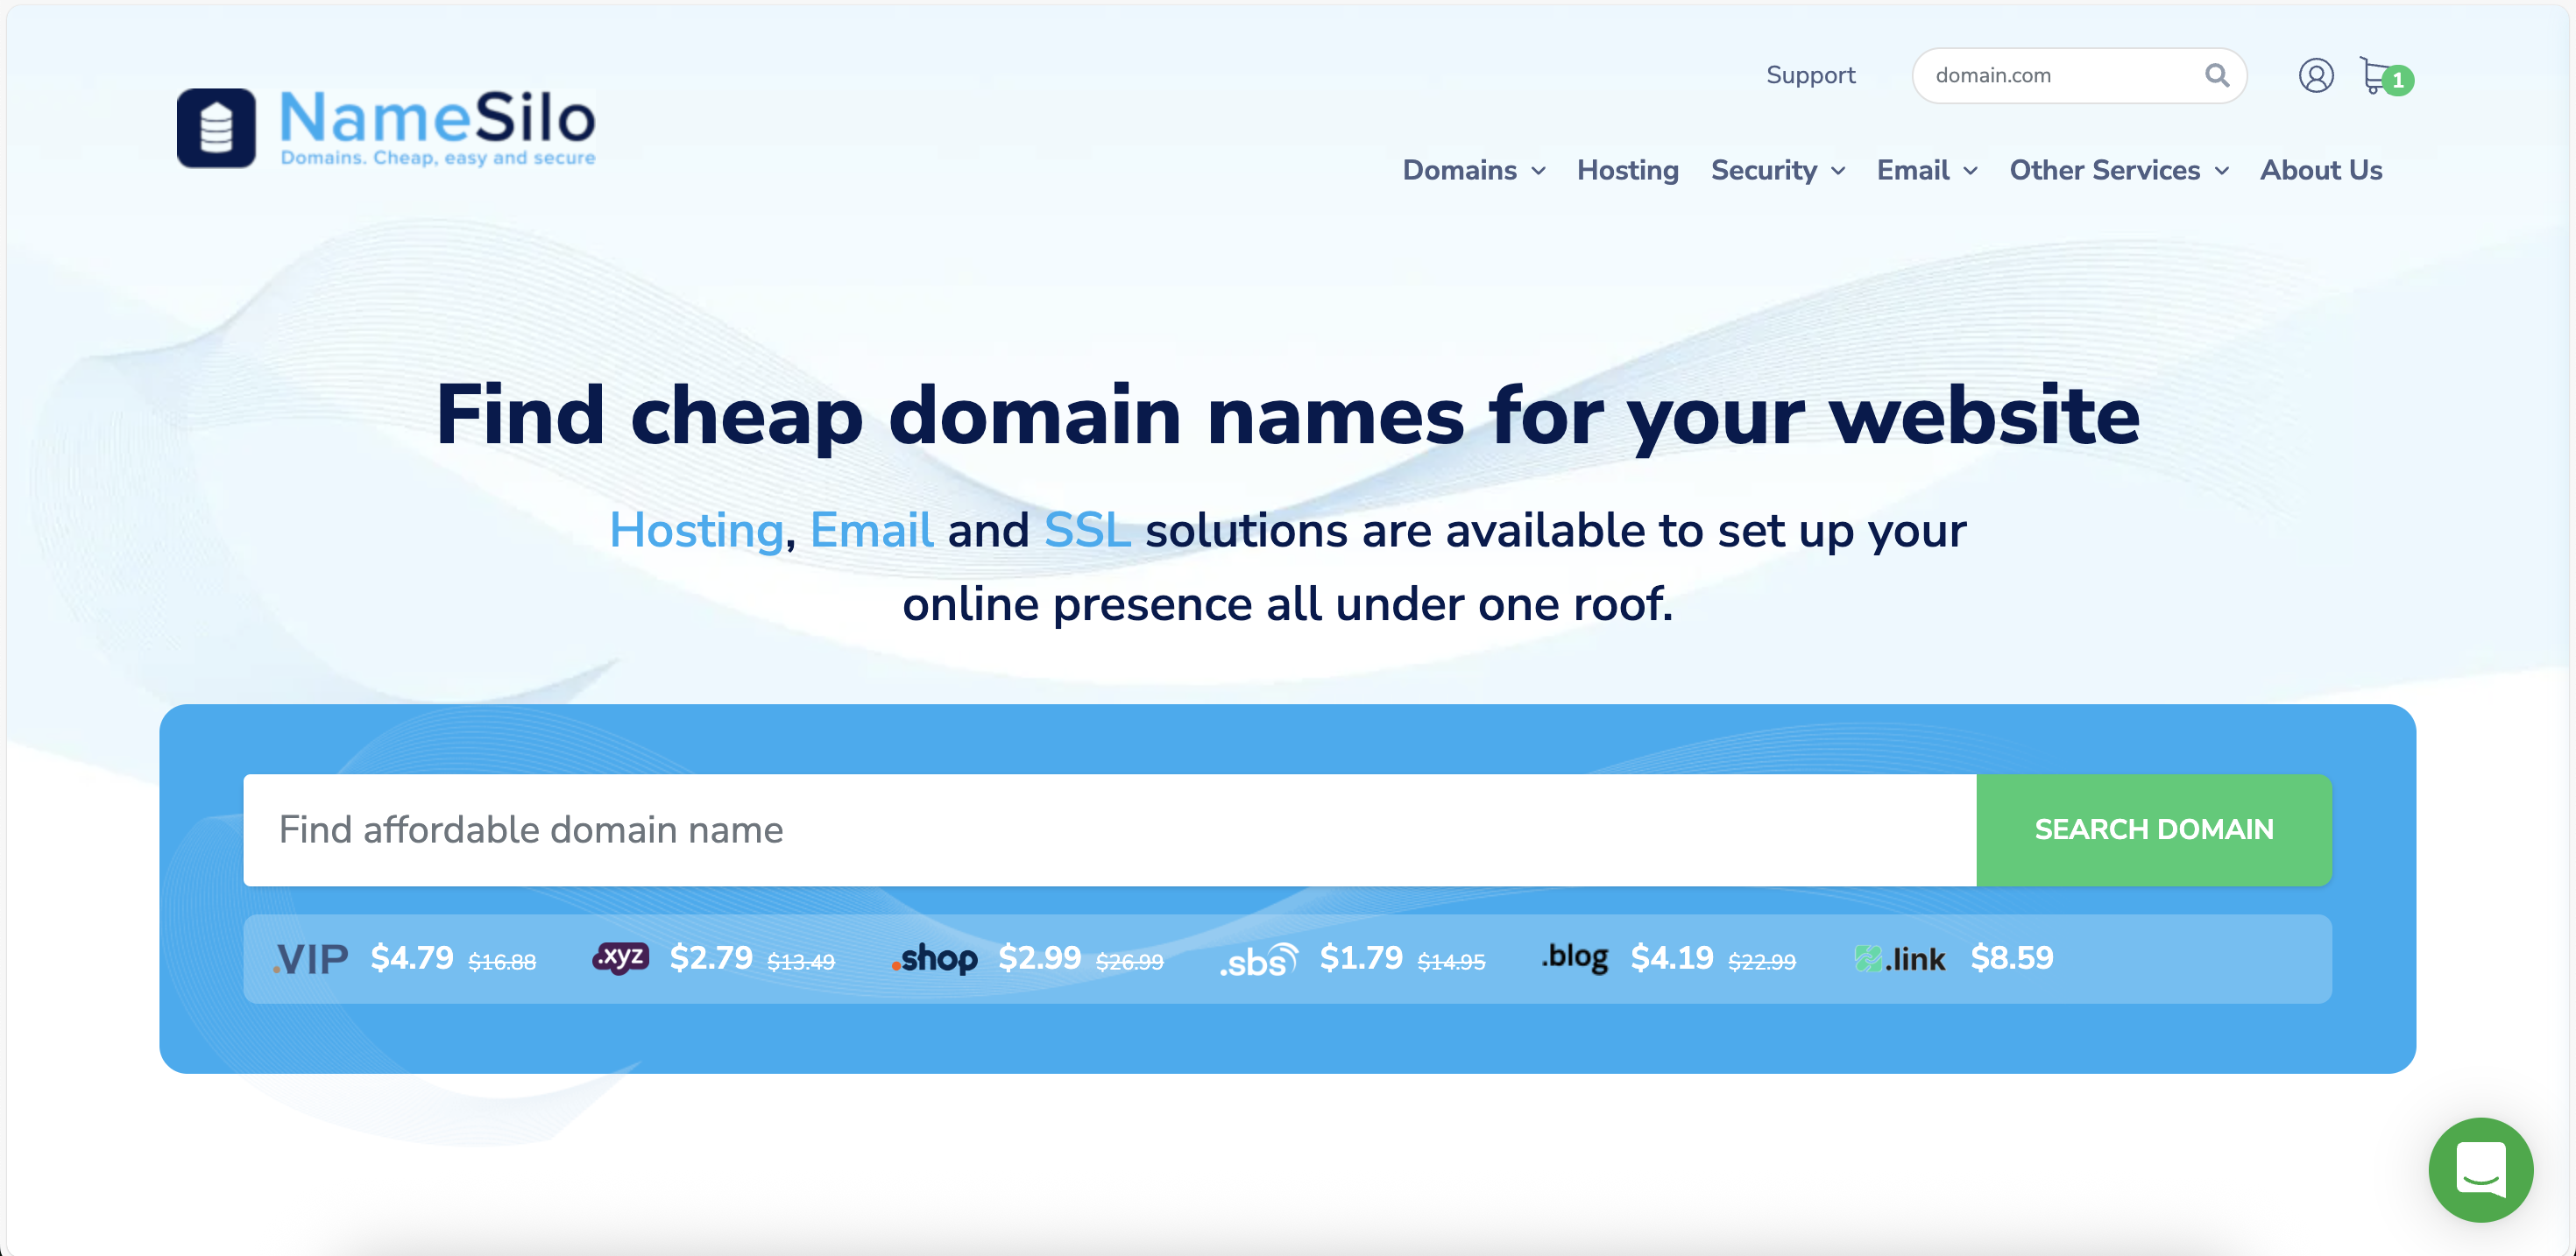 Support
domain.com
1
NameSilo
Domains. Cheap, easy and secure
Domains Hosting Security Email Other Services About Us
Find cheap domain names for your website
Hosting, Email and SSL solutions are available to set up your
online presence all under one roof.
Find affordable domain name
SEARCH DOMAIN
.VIP $4.79 $16.88 .xyz $2.79 $13.49 .shop $2.99 $26.99 .sbs $1.79 $14.95 .blog $4.19 $22.99 .link $8.59